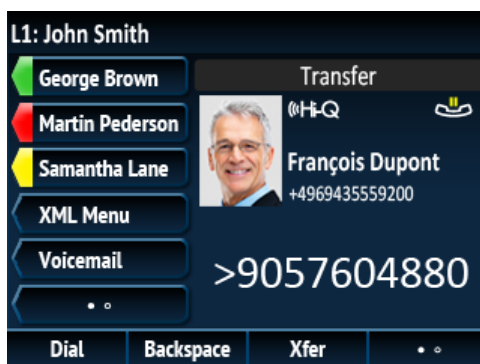 L1: John Smith
George Brown
Martin Pederson
Samantha Lane
XML Menu
Voicemail
Transfer
Hi-Q
François Dupont
+4969435559200
>9057604880
Dial Backspace Xfer